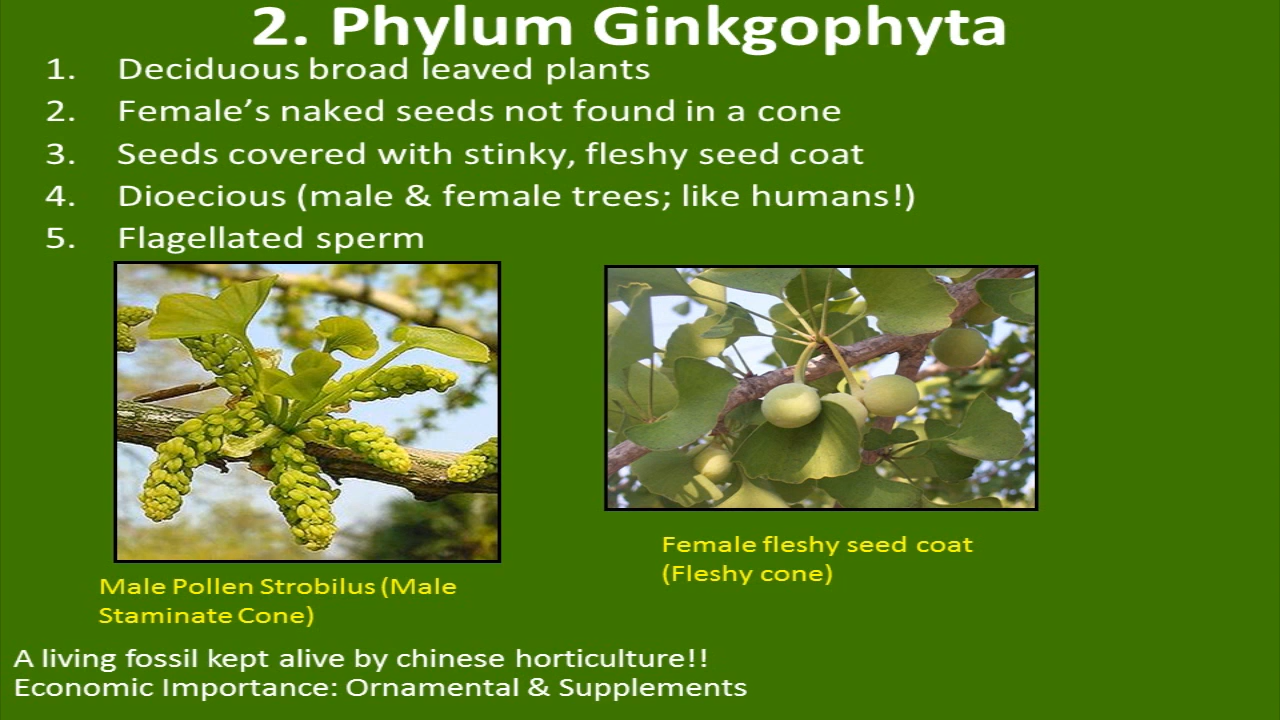 2. Phylum Ginkgophyta
1. Deciduous broad leaved plants
2. Female’s naked seeds not found in a cone
3. Seeds covered with stinky, fleshy seed coat
4. Dioecious (male & female trees; like humans!)
5. Flagellated sperm
Male Pollen Strobilus (Male
Staminate Cone)
Female fleshy seed coat
(Fleshy cone)
A living fossil kept alive by chinese horticulture!!
Economic Importance: Ornamental & Supplements